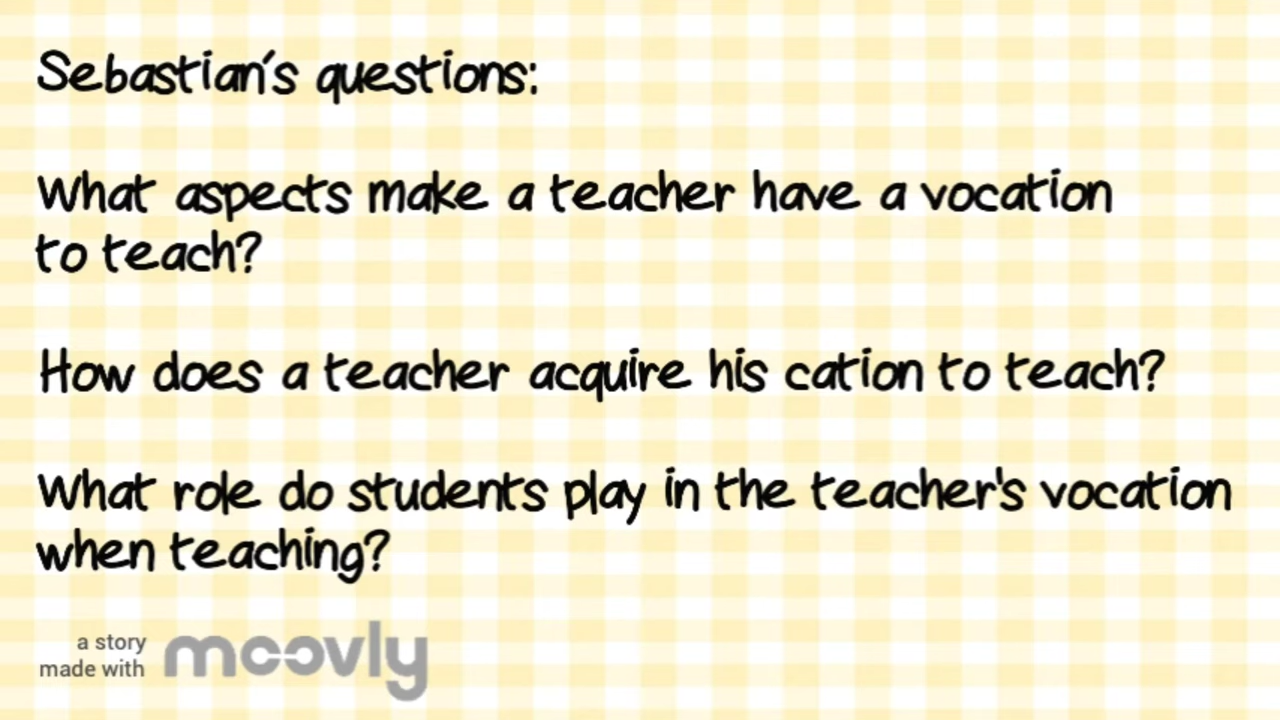 Sebastian's questions:
What aspects make a teacher have a vocation
to teach?
How does a teacher acquire his cation to teach?
What role do students play in the teacher's vocation
when teaching?
a story
made with moovly